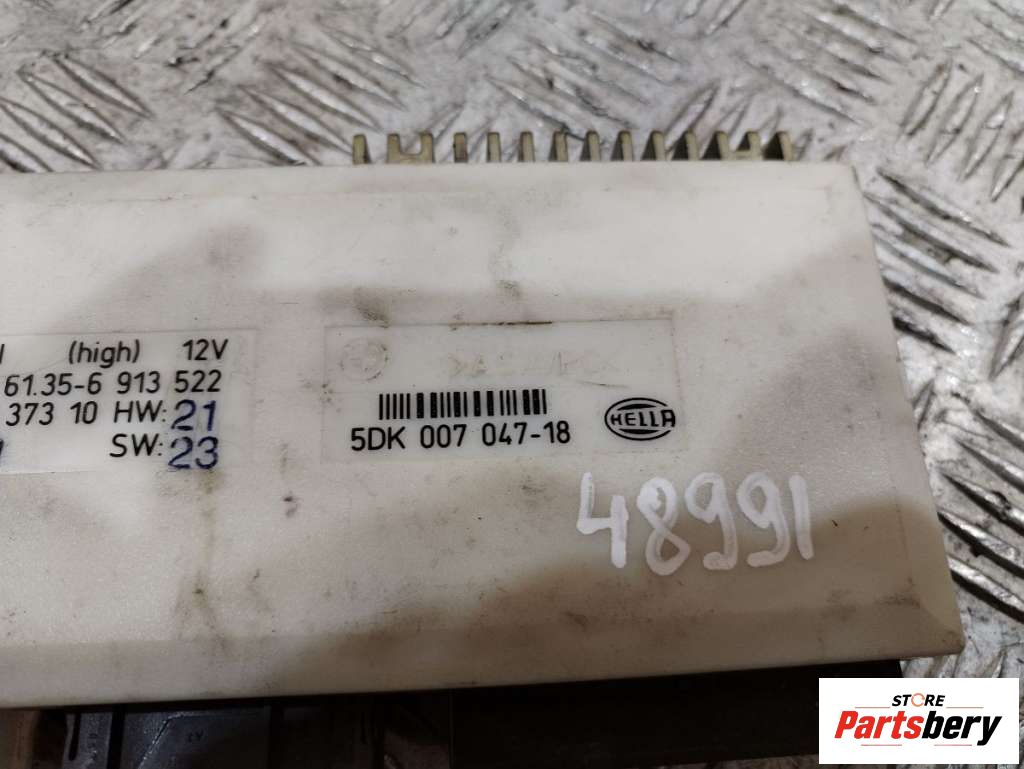 (high) 12V
61.35-6 913 522
373 10 HW: 21
SW: 23
5DK 007 047-18
HELLA
48991
STORE
Partsbery